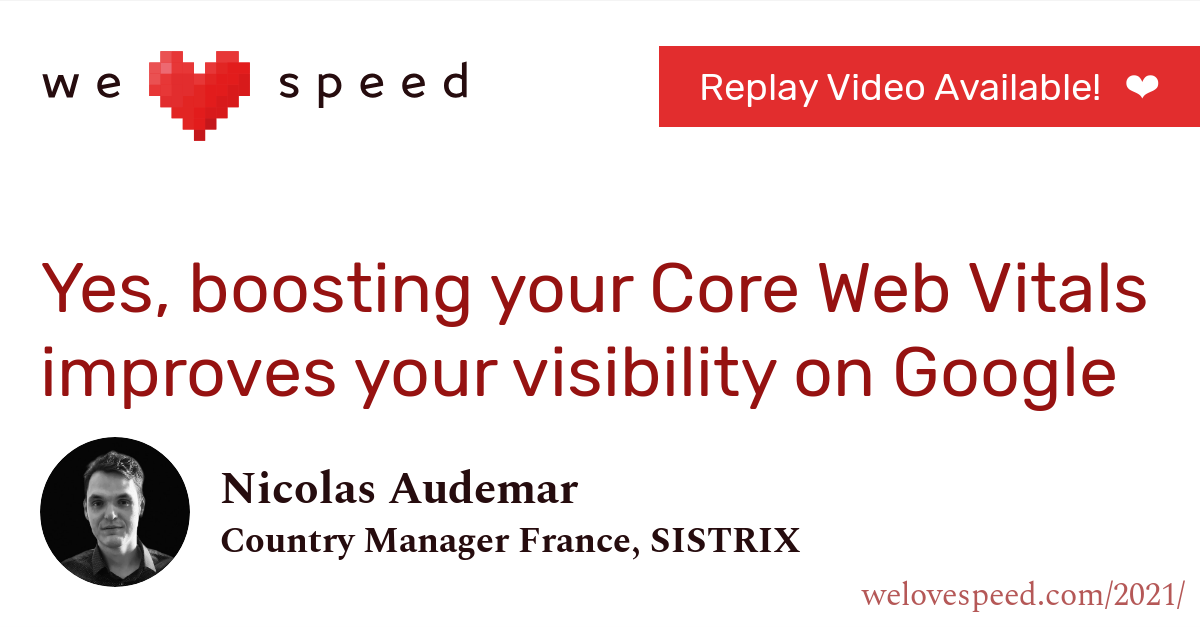 we speed
Replay Video Available! ❤
Yes, boosting your Core Web Vitals
improves your visibility on Google
Nicolas Audemar
Country Manager France, SISTRIX
welovespeed.com/2021/